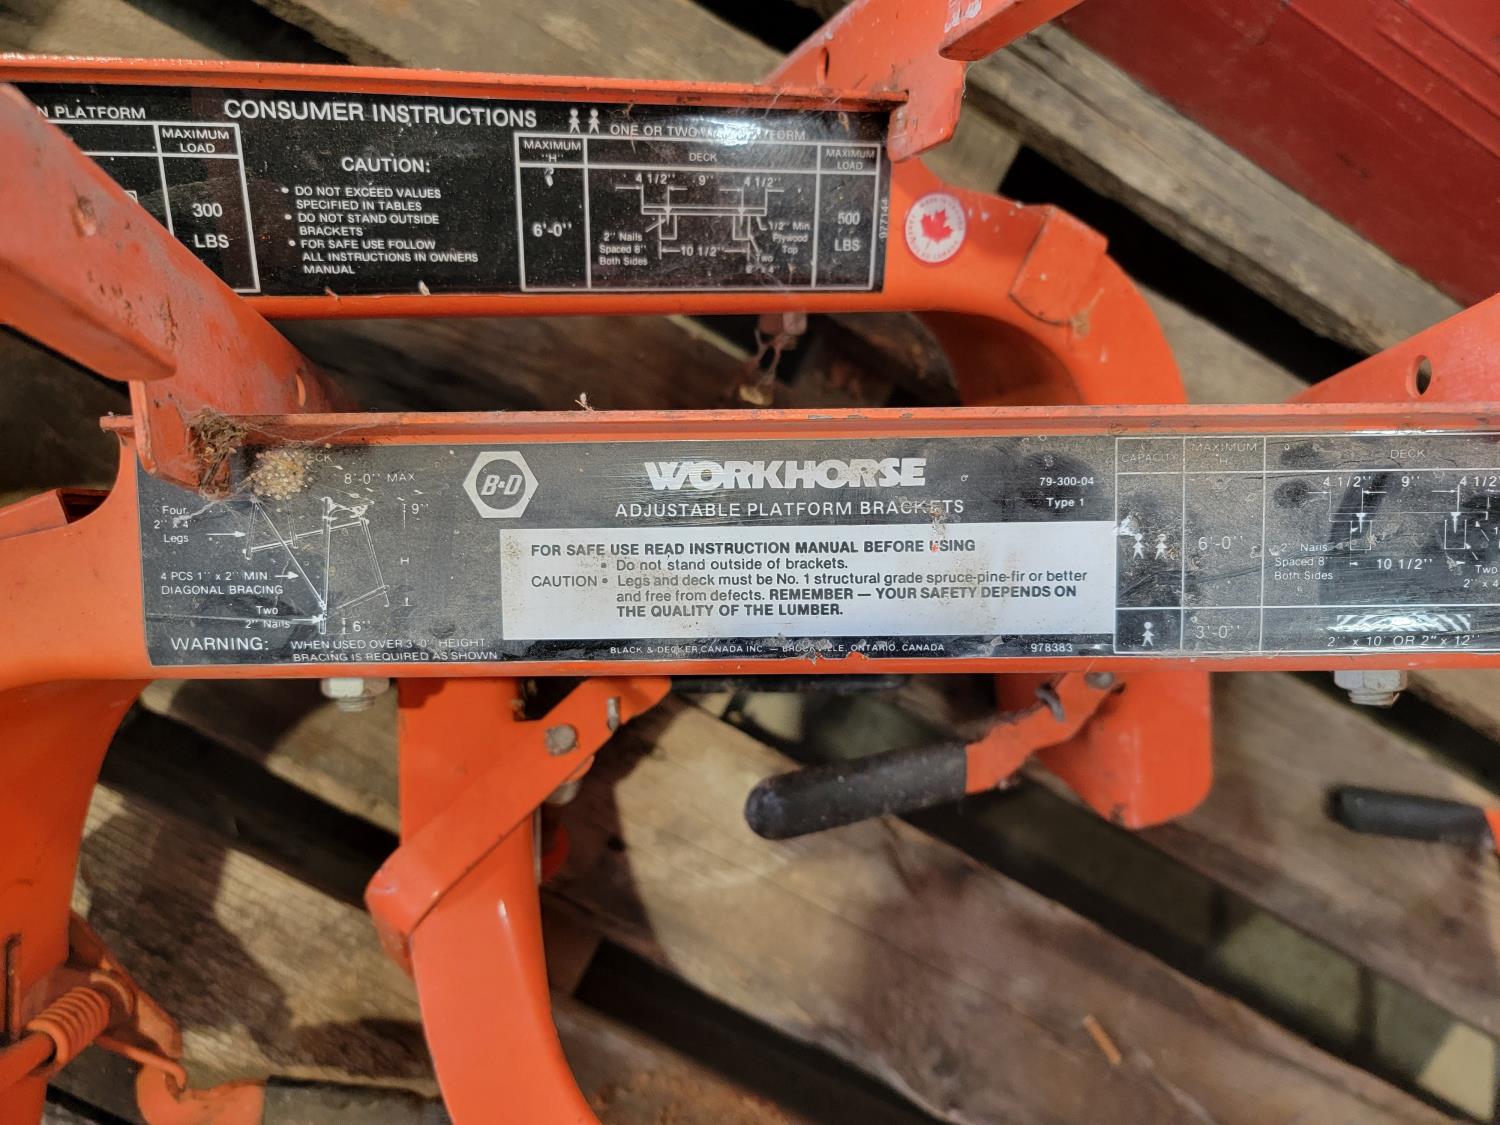 N PLATFORM
MAXIMUM
LOAD
300
LBS
CONSUMER INSTRUCTIONS
CAUTION:
• DO NOT EXCEED VALUES
SPECIFIED IN TABLES
• DO NOT STAND OUTSIDE
BRACKETS
• FOR SAFE USE FOLLOW
ALL INSTRUCTIONS IN OWNERS
MANUAL
ONE OR TWO
MAXIMUM
"H"
DECK
MAXIMUM
LOAD
6'-0''
4 1/2'' 9'' 4 1/2''
2'' Nails
Spaced 8''
Both Sides
10 1/2''
1/2'' Min.
Plywood
Top
Two
500
LBS
977144
8'-0'' MAX
9''
Four
2'' x 4''
Legs
H
4 PCS 1'' x 2'' MIN.
DIAGONAL BRACING
Two
2'' Nails
6''
WARNING: WHEN USED OVER 3'-0'' HEIGHT,
BRACING IS REQUIRED AS SHOWN
B&D
WORKHORSE
ADJUSTABLE PLATFORM BRACKETS
79-300-04
Type 1
FOR SAFE USE READ INSTRUCTION MANUAL BEFORE USING
• Do not stand outside of brackets.
CAUTION • Legs and deck must be No. 1 structural grade spruce-pine-fir or better
and free from defects. REMEMBER — YOUR SAFETY DEPENDS ON
THE QUALITY OF THE LUMBER.
BLACK & DECKER CANADA INC. — BROCKVILLE, ONTARIO, CANADA
978383
CAPACITY
MAXIMUM
"H"
DECK
6'-0''
4 1/2'' 9'' 4 1/2''
2'' Nails
Spaced 8''
Both Sides
10 1/2''
Two
2'' x 4
3'-0''
2'' x 10'' OR 2'' x 12''